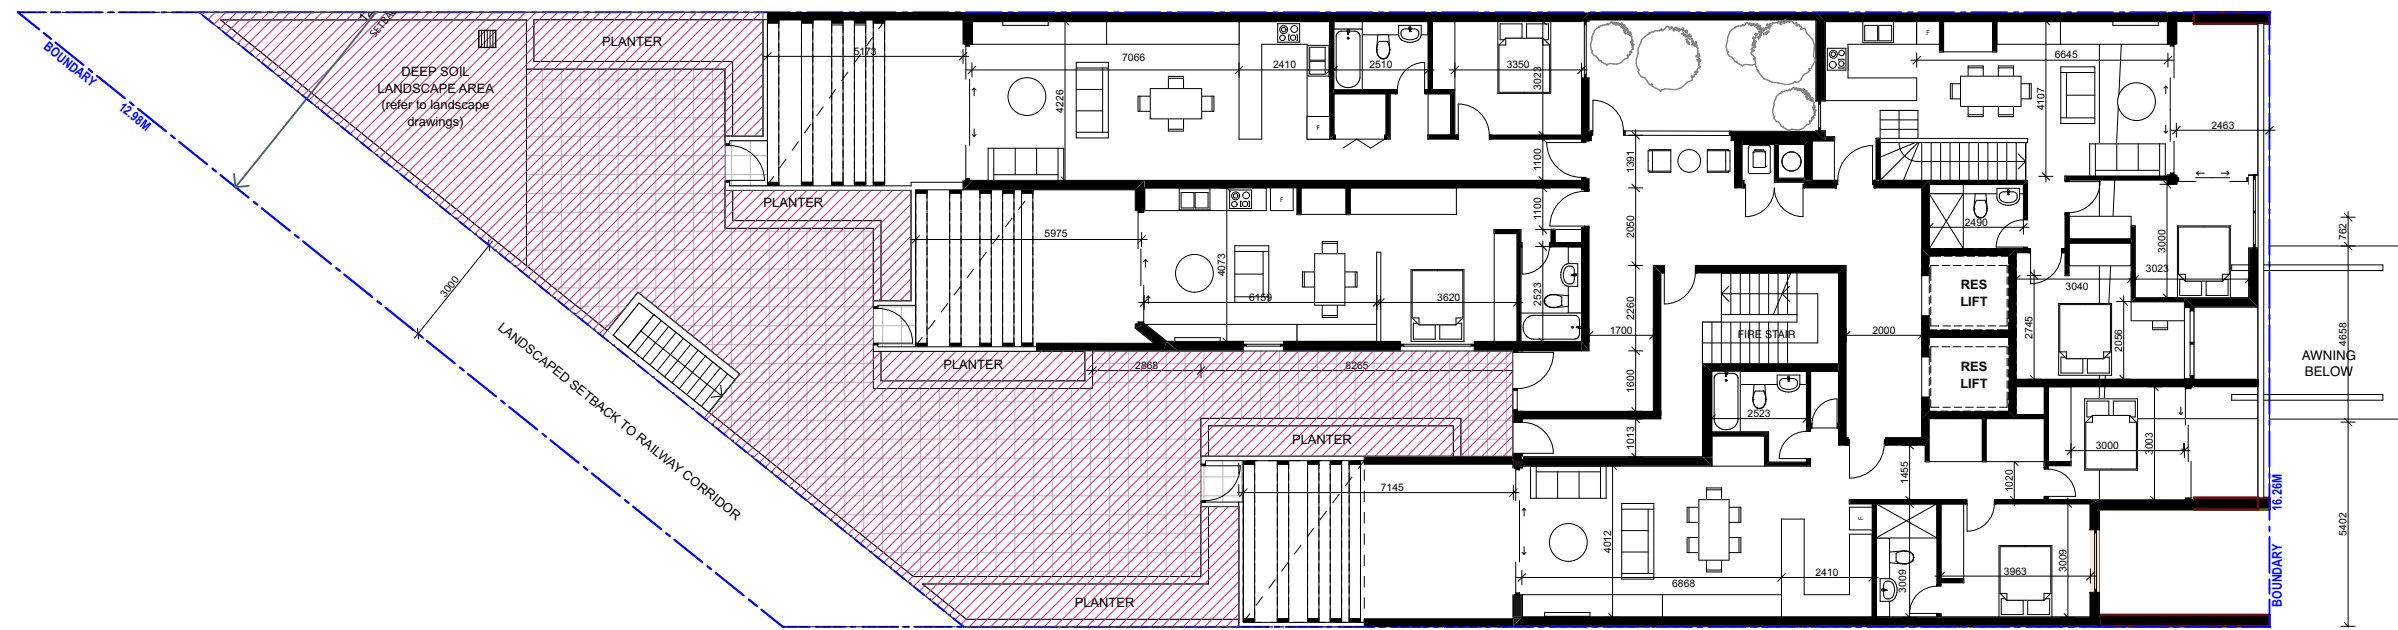 BOUNDARY
12.98M
SETBAC
DEEP SOIL
LANDSCAPE AREA
(refer to landscape
drawings)
PLANTER
5173
7066
2410
2510
3350
3023
4226
1100
6645
4107
2463
PLANTER
5975
4073
6159
3620
1100
2523
F
F
F
1391
2050
2260
1700
1600
1013
2490
3000
3023
3040
2745
2056
RES
LIFT
RES
LIFT
FIRE STAIR
2000
762
4658
AWNING
BELOW
3000
LANDSCAPED SETBACK TO RAILWAY CORRIDOR
PLANTER
2868
8265
PLANTER
2523
7145
4012
6868
2410
F
1455
1020
3000
3003
3009
3963
3009
PLANTER
5402
16.26M
BOUNDARY